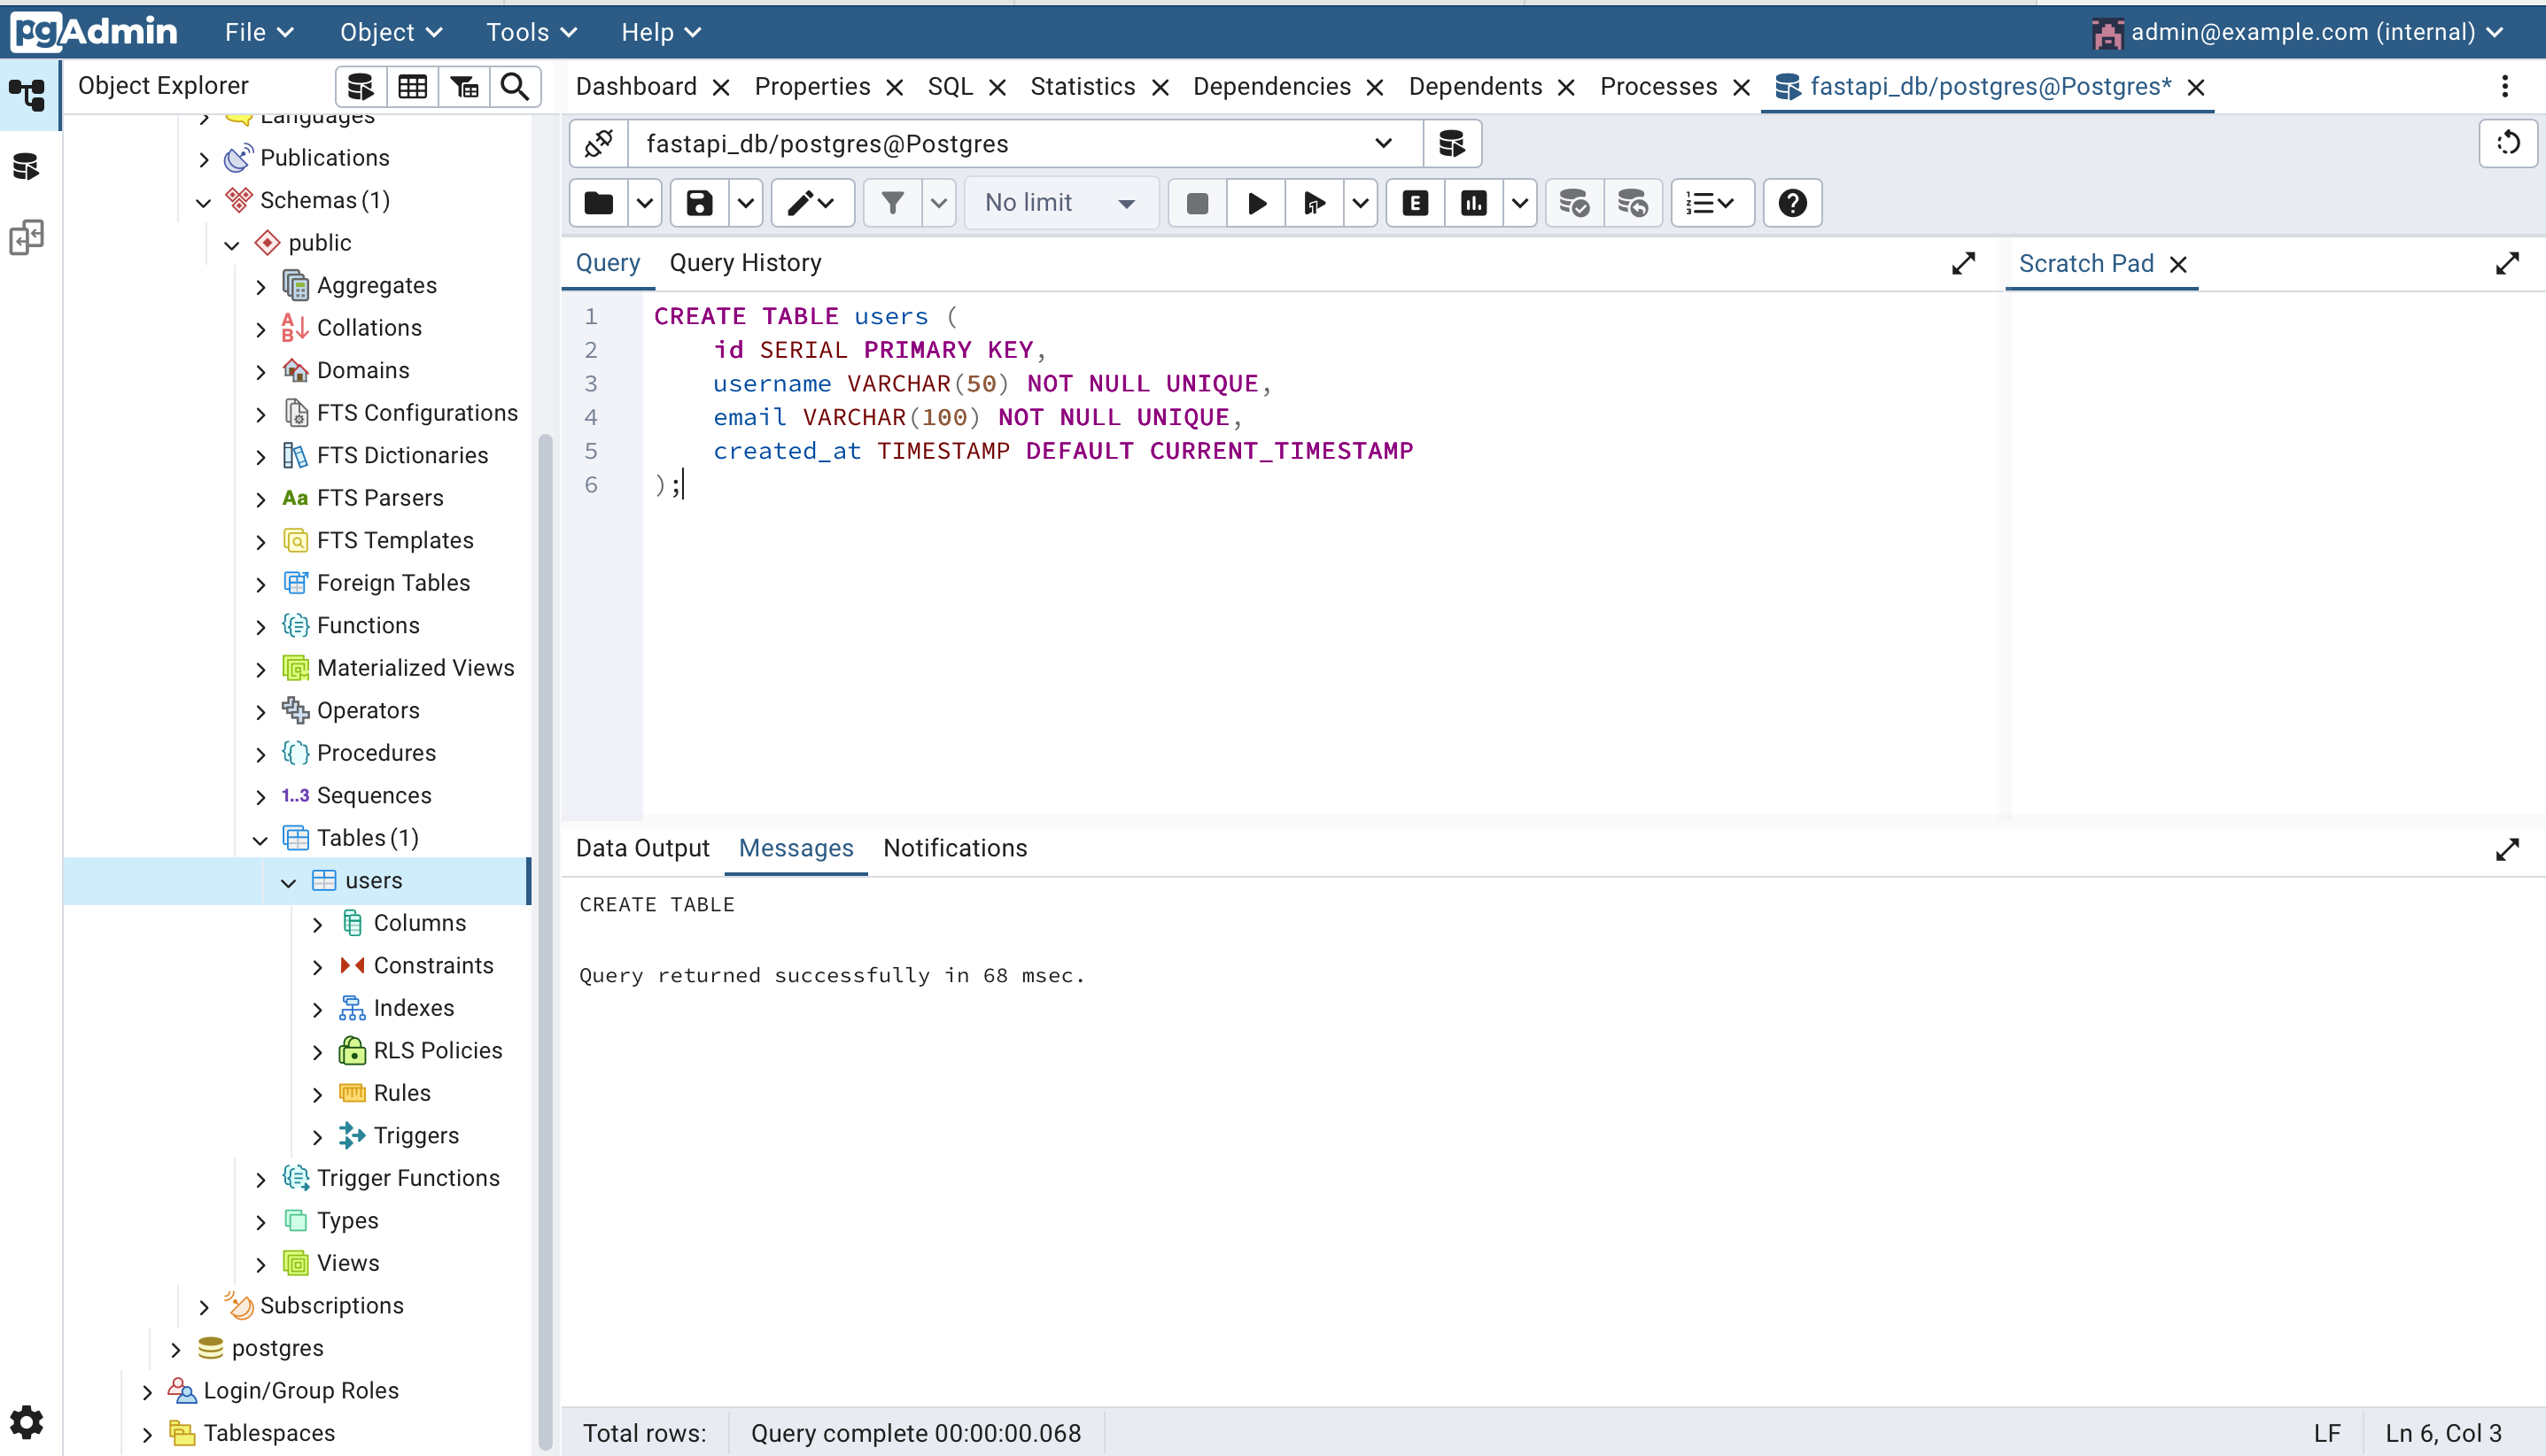 pgAdmin File Object Tools Help admin@example.com (internal)
Object Explorer
Dashboard Properties SQL Statistics Dependencies Dependents Processes fastapi_db/postgres@Postgres*
Languages
Publications
Schemas (1)
public
Aggregates
Collations
Domains
FTS Configurations
FTS Dictionaries
Aa FTS Parsers
FTS Templates
Foreign Tables
Functions
Materialized Views
Operators
Procedures
1..3 Sequences
Tables (1)
users
Columns
Constraints
Indexes
RLS Policies
Rules
Triggers
Trigger Functions
Types
Views
Subscriptions
postgres
Login/Group Roles
Tablespaces
fastapi_db/postgres@Postgres
No limit
E
Query Query History
Scratch Pad
1 CREATE TABLE users (
2 id SERIAL PRIMARY KEY,
3 username VARCHAR(50) NOT NULL UNIQUE,
4 email VARCHAR(100) NOT NULL UNIQUE,
5 created_at TIMESTAMP DEFAULT CURRENT_TIMESTAMP
6 );
Data Output Messages Notifications
CREATE TABLE
Query returned successfully in 68 msec.
Total rows: Query complete 00:00:00.068 LF Ln 6, Col 3